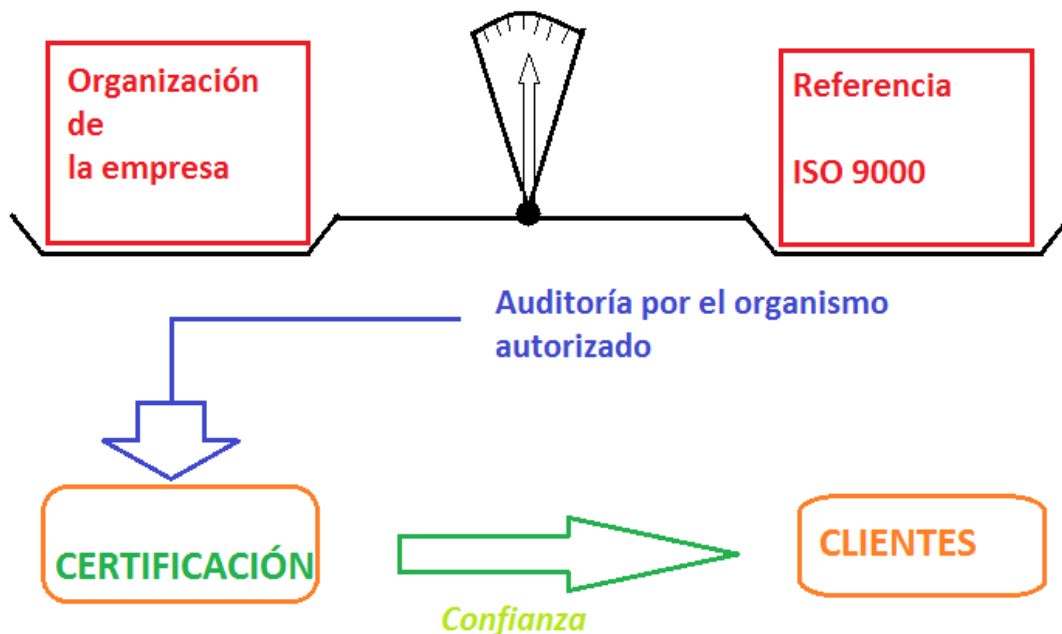 Organización
de
la empresa
Referencia
ISO 9000
Auditoría por el organismo
autorizado
CERTIFICACIÓN
Confianza
CLIENTES